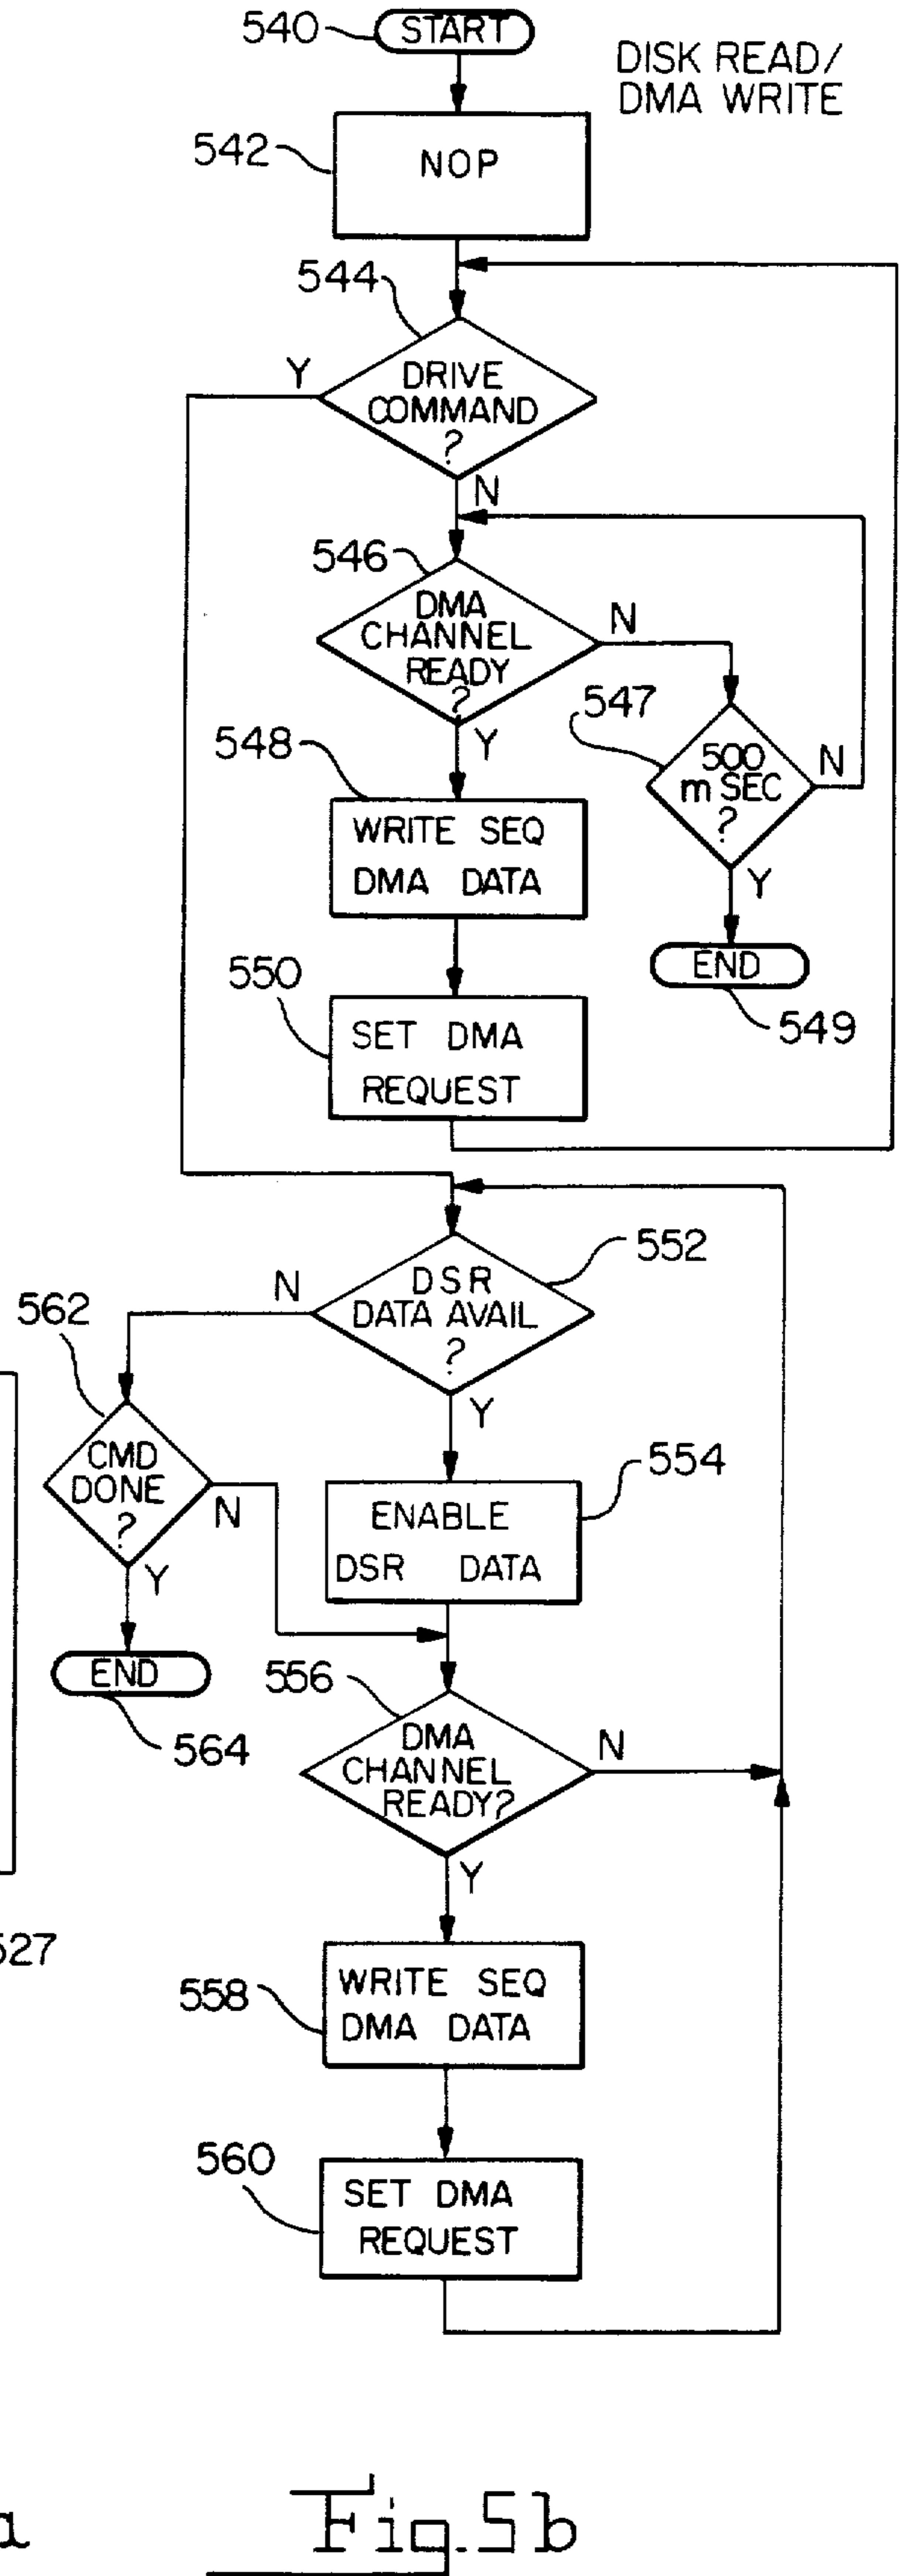 540
START
DISK READ/
DMA WRITE
542
NOP
544
Y
DRIVE
COMMAND
?
N
546
DMA
CHANNEL
READY
?
N
547
548
Y
500
m SEC
?
N
WRITE SEQ
DMA DATA
Y
550
END
SET DMA
REQUEST
549
552
562
N
DSR
DATA AVAIL
?
Y
CMD
DONE
?
N
554
ENABLE
DSR DATA
Y
END
556
564
DMA
CHANNEL
READY?
N
Y
527
558
WRITE SEQ
DMA DATA
560
SET DMA
REQUEST
a
Fig.5b